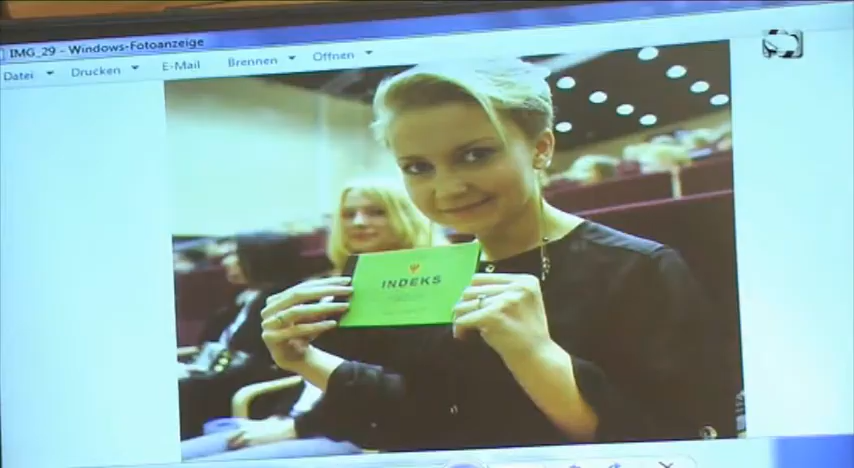 IMG_29 - Windows-Fotoanzeige
Datei Drucken E-Mail Brennen Öffnen
INDEKS